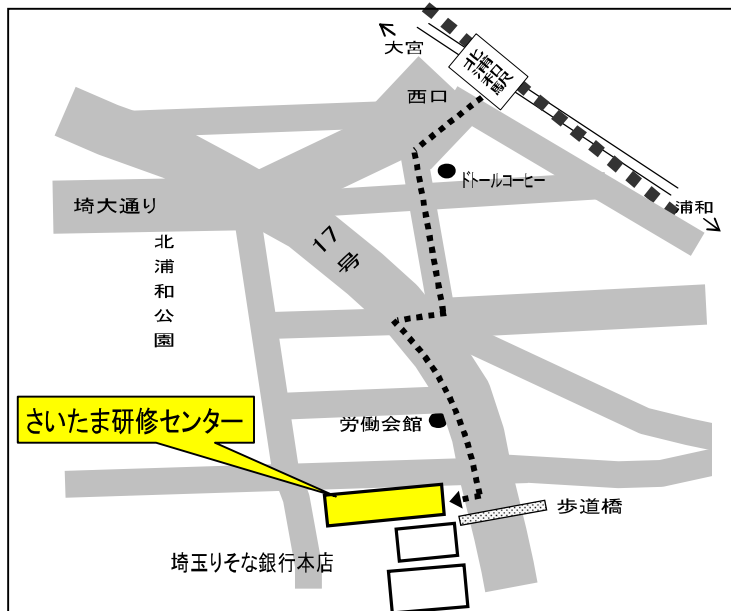 大宮
北浦和駅
西口
ドトールコーヒー
埼大通り
浦和
17号
北浦和公園
さいたま研修センター
労働会館
歩道橋
埼玉りそな銀行本店